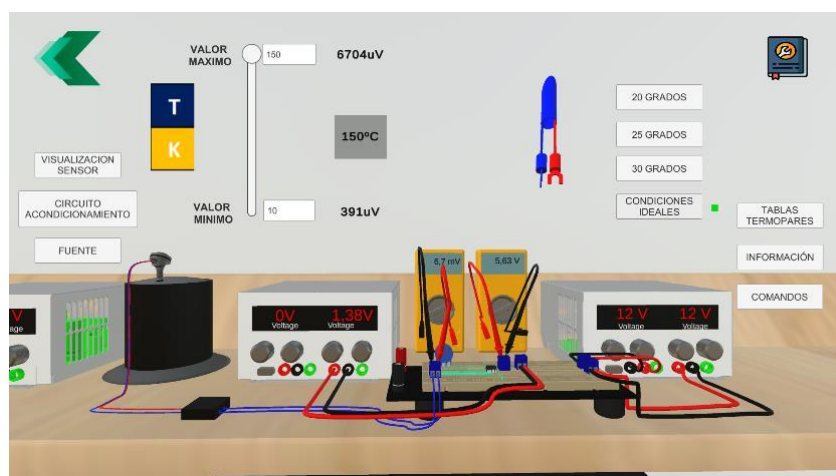 VALOR
MAXIMO
150
6704uV
T
K
150ºC
VALOR
MINIMO
10
391uV
VISUALIZACION
SENSOR
CIRCUITO
ACONDICIONAMIENTO
FUENTE
20 GRADOS
25 GRADOS
30 GRADOS
CONDICIONES
IDEALES
TABLAS
TERMOPARES
INFORMACIÓN
COMANDOS
V
age
0V
Voltage
1,38V
Voltage
6,7 mV
5,63 V
12 V
Voltage
12 V
Voltage